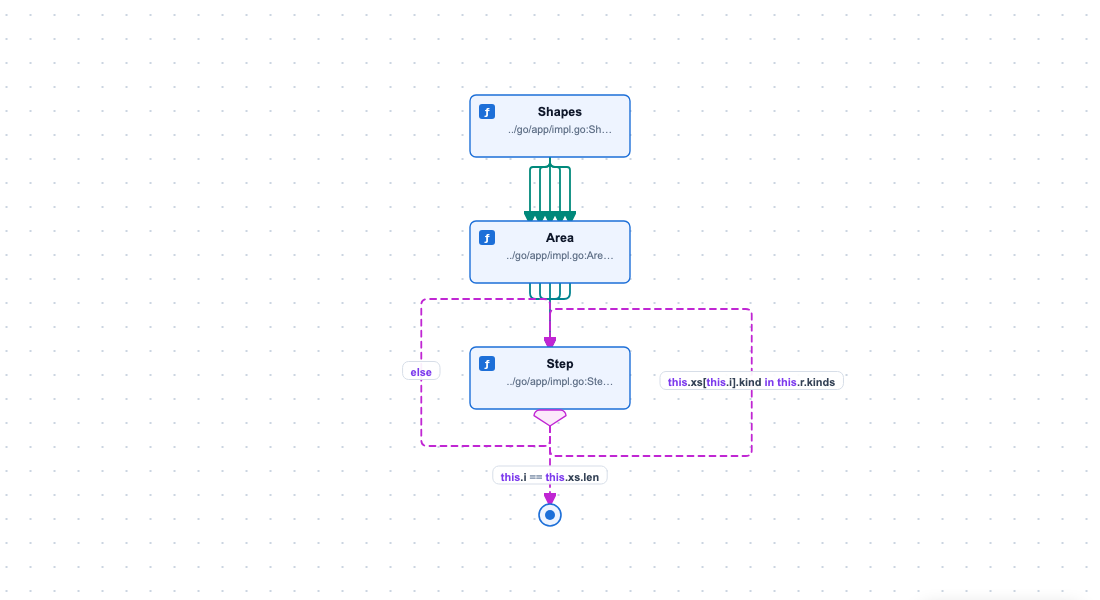 ƒ Shapes
../go/app/impl.go:Sh…
ƒ Area
../go/app/impl.go:Are…
ƒ Step
../go/app/impl.go:Ste…
else
this.xs[this.i].kind in this.r.kinds
this.i == this.xs.len